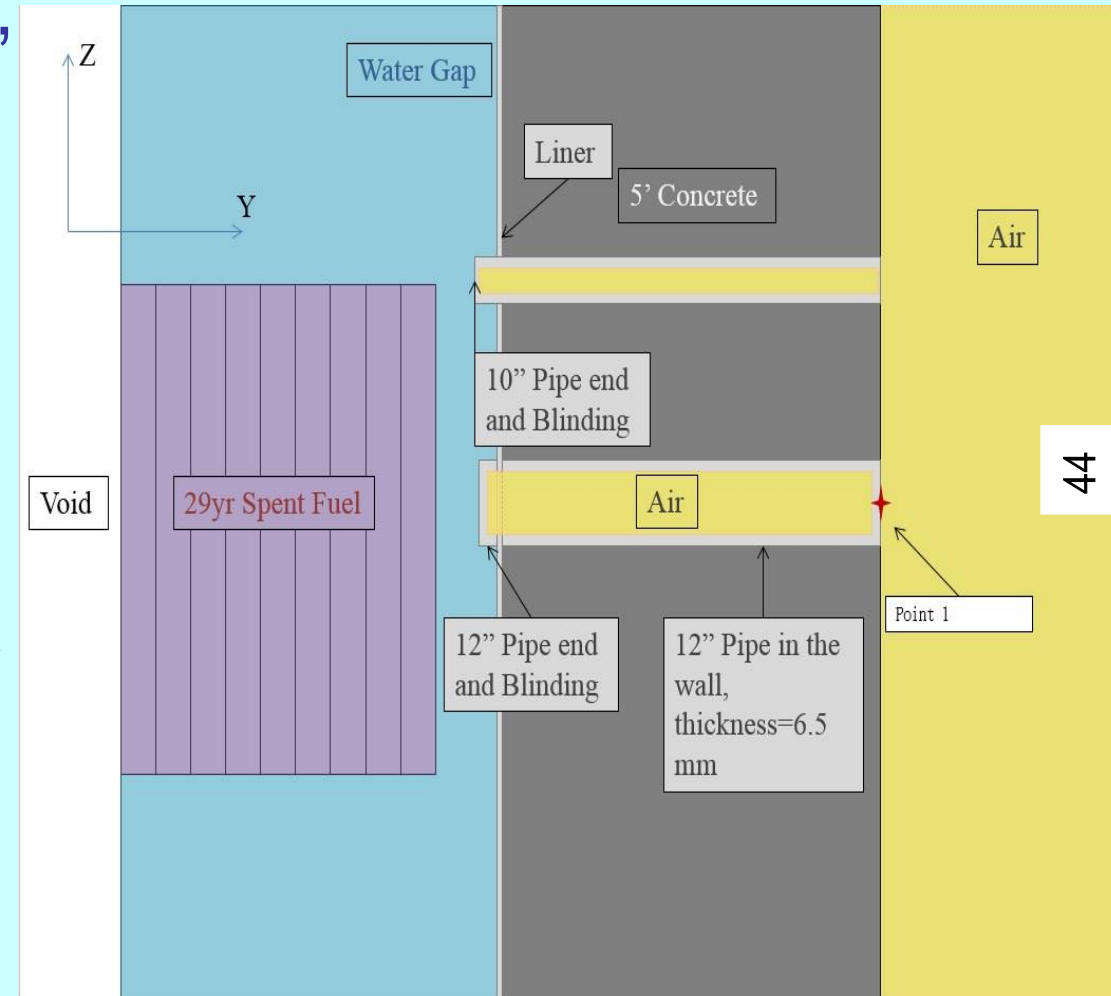 ”
Z
Water Gap
Liner
5’ Concrete
Y
Air
10” Pipe end
and Blinding
44
Void
29yr Spent Fuel
Air
Point 1
12” Pipe end
and Blinding
12” Pipe in the
wall,
thickness=6.5
mm